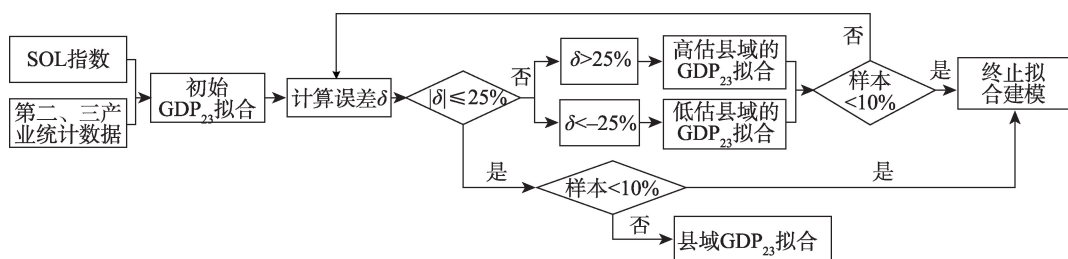 SOL指数
第二、三产
业统计数据
初始
GDP₂₃拟合
计算误差δ
|δ|≤25%
否
δ>25%
δ<–25%
高估县域的
GDP₂₃拟合
低估县域的
GDP₂₃拟合
否
样本
<10%
是
终止拟
合建模
是
样本<10%
是
否
县域GDP₂₃拟合